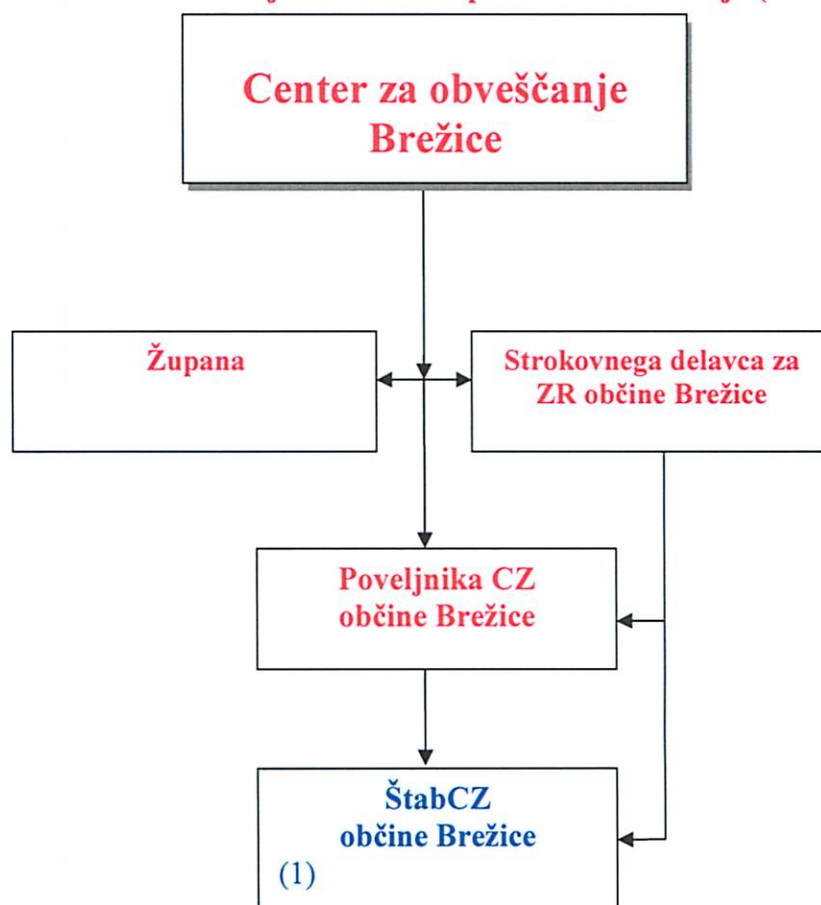 Center za obveščanje
Brežice
Župana
Strokovnega delavca za
ZR občine Brežice
Poveljnika CZ
občine Brežice
ŠtabCZ
občine Brežice
(1)